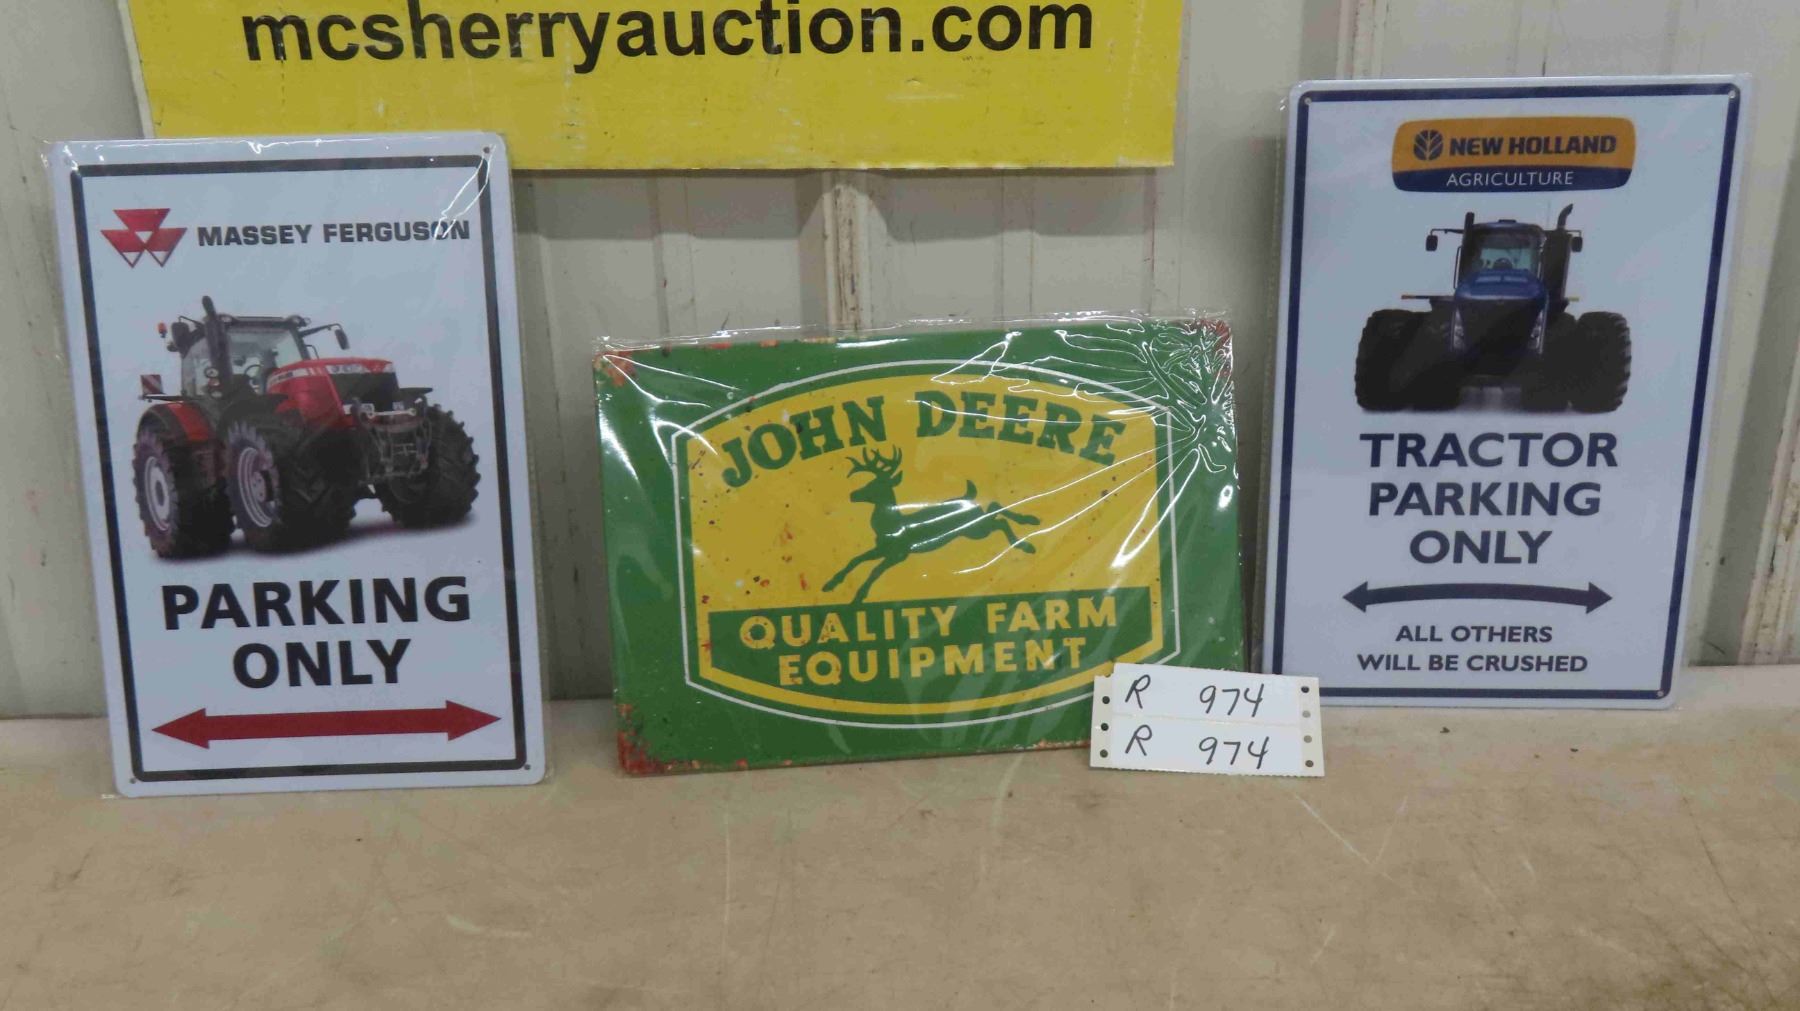 mcsherryauction.com
MASSEY FERGUSON
PARKING
ONLY
JOHN DEERE
QUALITY FARM
EQUIPMENT
R 974
R 974
NEW HOLLAND
AGRICULTURE
TRACTOR
PARKING
ONLY
ALL OTHERS
WILL BE CRUSHED